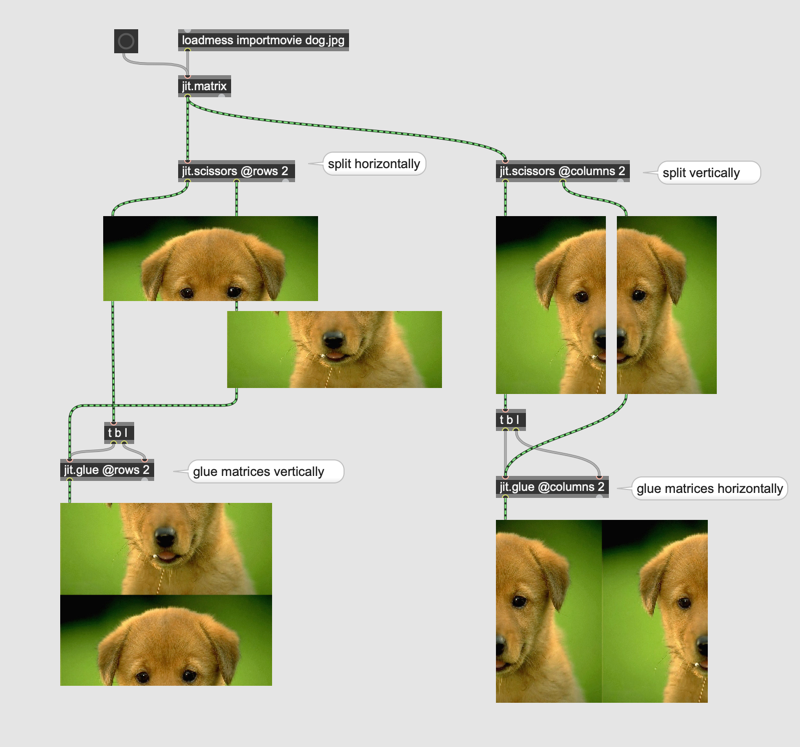 loadmess importmovie dog.jpg
jit.matrix
jit.scissors @rows 2
split horizontally
jit.scissors @columns 2
split vertically
t b l
jit.glue @rows 2
glue matrices vertically
t b l
jit.glue @columns 2
glue matrices horizontally